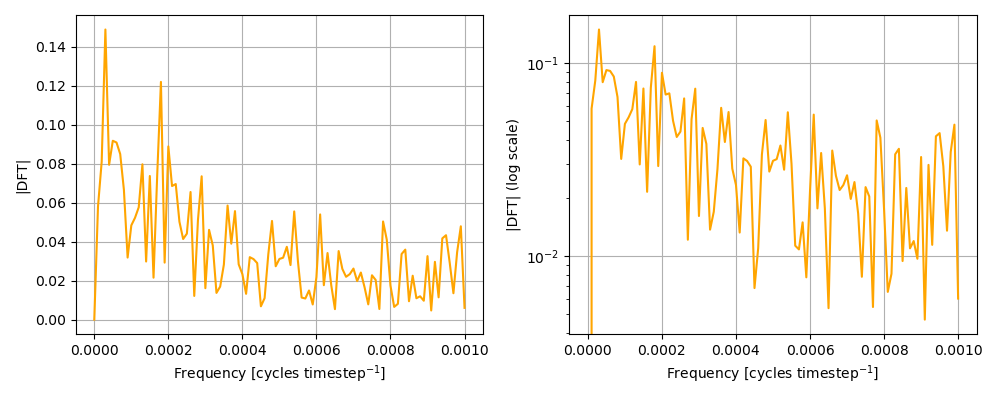 |DFT|
0.14
0.12
0.10
0.08
0.06
0.04
0.02
0.00
0.0000 0.0002 0.0004 0.0006 0.0008 0.0010
Frequency [cycles timestep⁻¹]
|DFT| (log scale)
10⁻¹
10⁻²
0.0000 0.0002 0.0004 0.0006 0.0008 0.0010
Frequency [cycles timestep⁻¹]